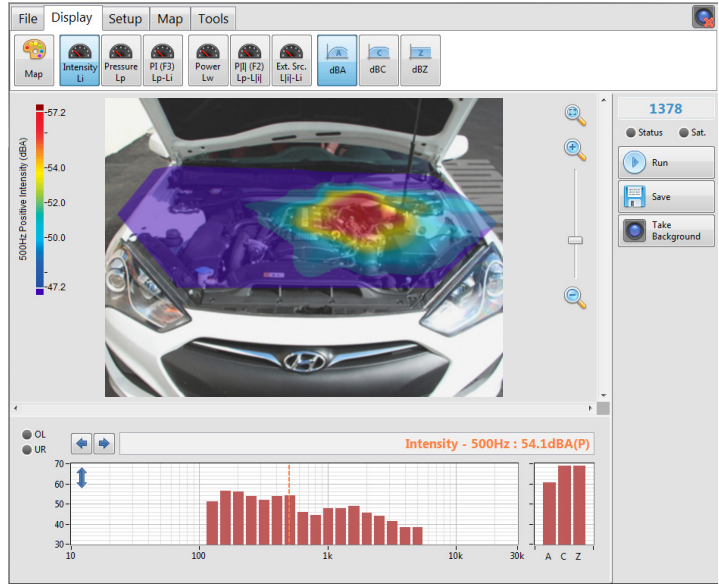 File Display Setup Map Tools
Map
Intensity
Li
Pressure
Lp
PI (F3)
Lp-Li
Power
Lw
P|I| (F2)
Lp-L|i|
Ext. Src.
L|i|-Li
A
dBA
C
dBC
Z
dBZ
500Hz Positive Intensity (dBA)
57.2
54.0
52.0
50.0
47.2
1378
Status Sat.
Run
Save
Take
Background
OL
UR
Intensity - 500Hz : 54.1dBA(P)
70
60
50
40
30
10 100 1k 10k 30k
A C Z